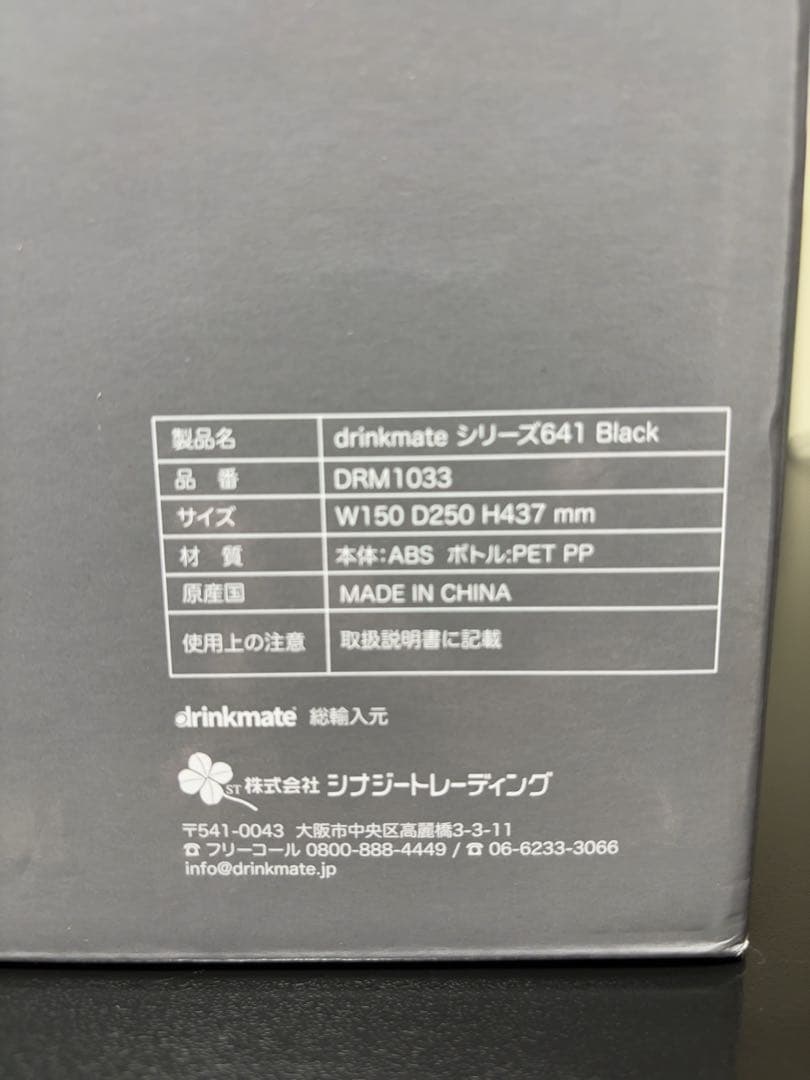 製品名 drinkmate シリーズ641 Black
品 番 DRM1033
サイズ W150 D250 H437 mm
材 質 本体:ABS ボトル:PET PP
原産国 MADE IN CHINA
使用上の注意 取扱説明書に記載
drinkmate 総輸入元
ST 株式会社 シナジートレーディング
〒541-0043 大阪市中央区高麗橋3-3-11
☎ フリーコール 0800-888-4449 / ☎ 06-6233-3066
info@drinkmate.jp